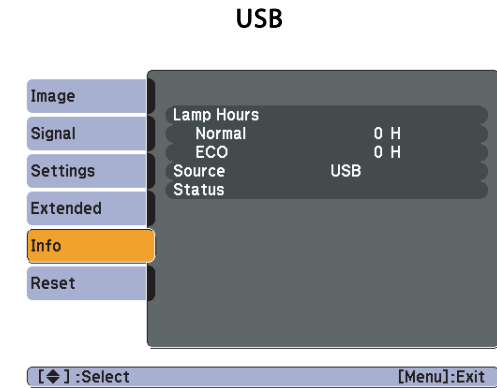 USB
Image
Signal
Settings
Extended
Info
Reset
Lamp Hours
Normal 0 H
ECO 0 H
Source USB
Status
[◆] :Select [Menu]:Exit